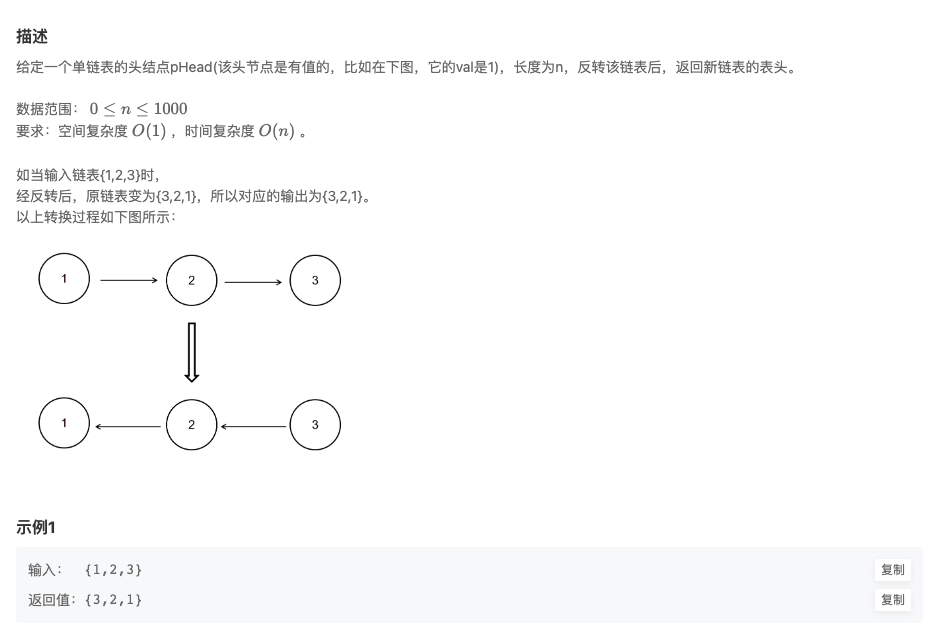 描述
给定一个单链表的头结点pHead(该头节点是有值的，比如在下图，它的val是1)，长度为n，反转该链表后，返回新链表的表头。
数据范围： 0 ≤ n ≤ 1000
要求：空间复杂度 O(1) ，时间复杂度 O(n) 。
如当输入链表{1,2,3}时，
经反转后，原链表变为{3,2,1}，所以对应的输出为{3,2,1}。
以上转换过程如下图所示：
1 2 3
1 2 3
示例1
输入： {1,2,3} 复制
返回值：{3,2,1} 复制